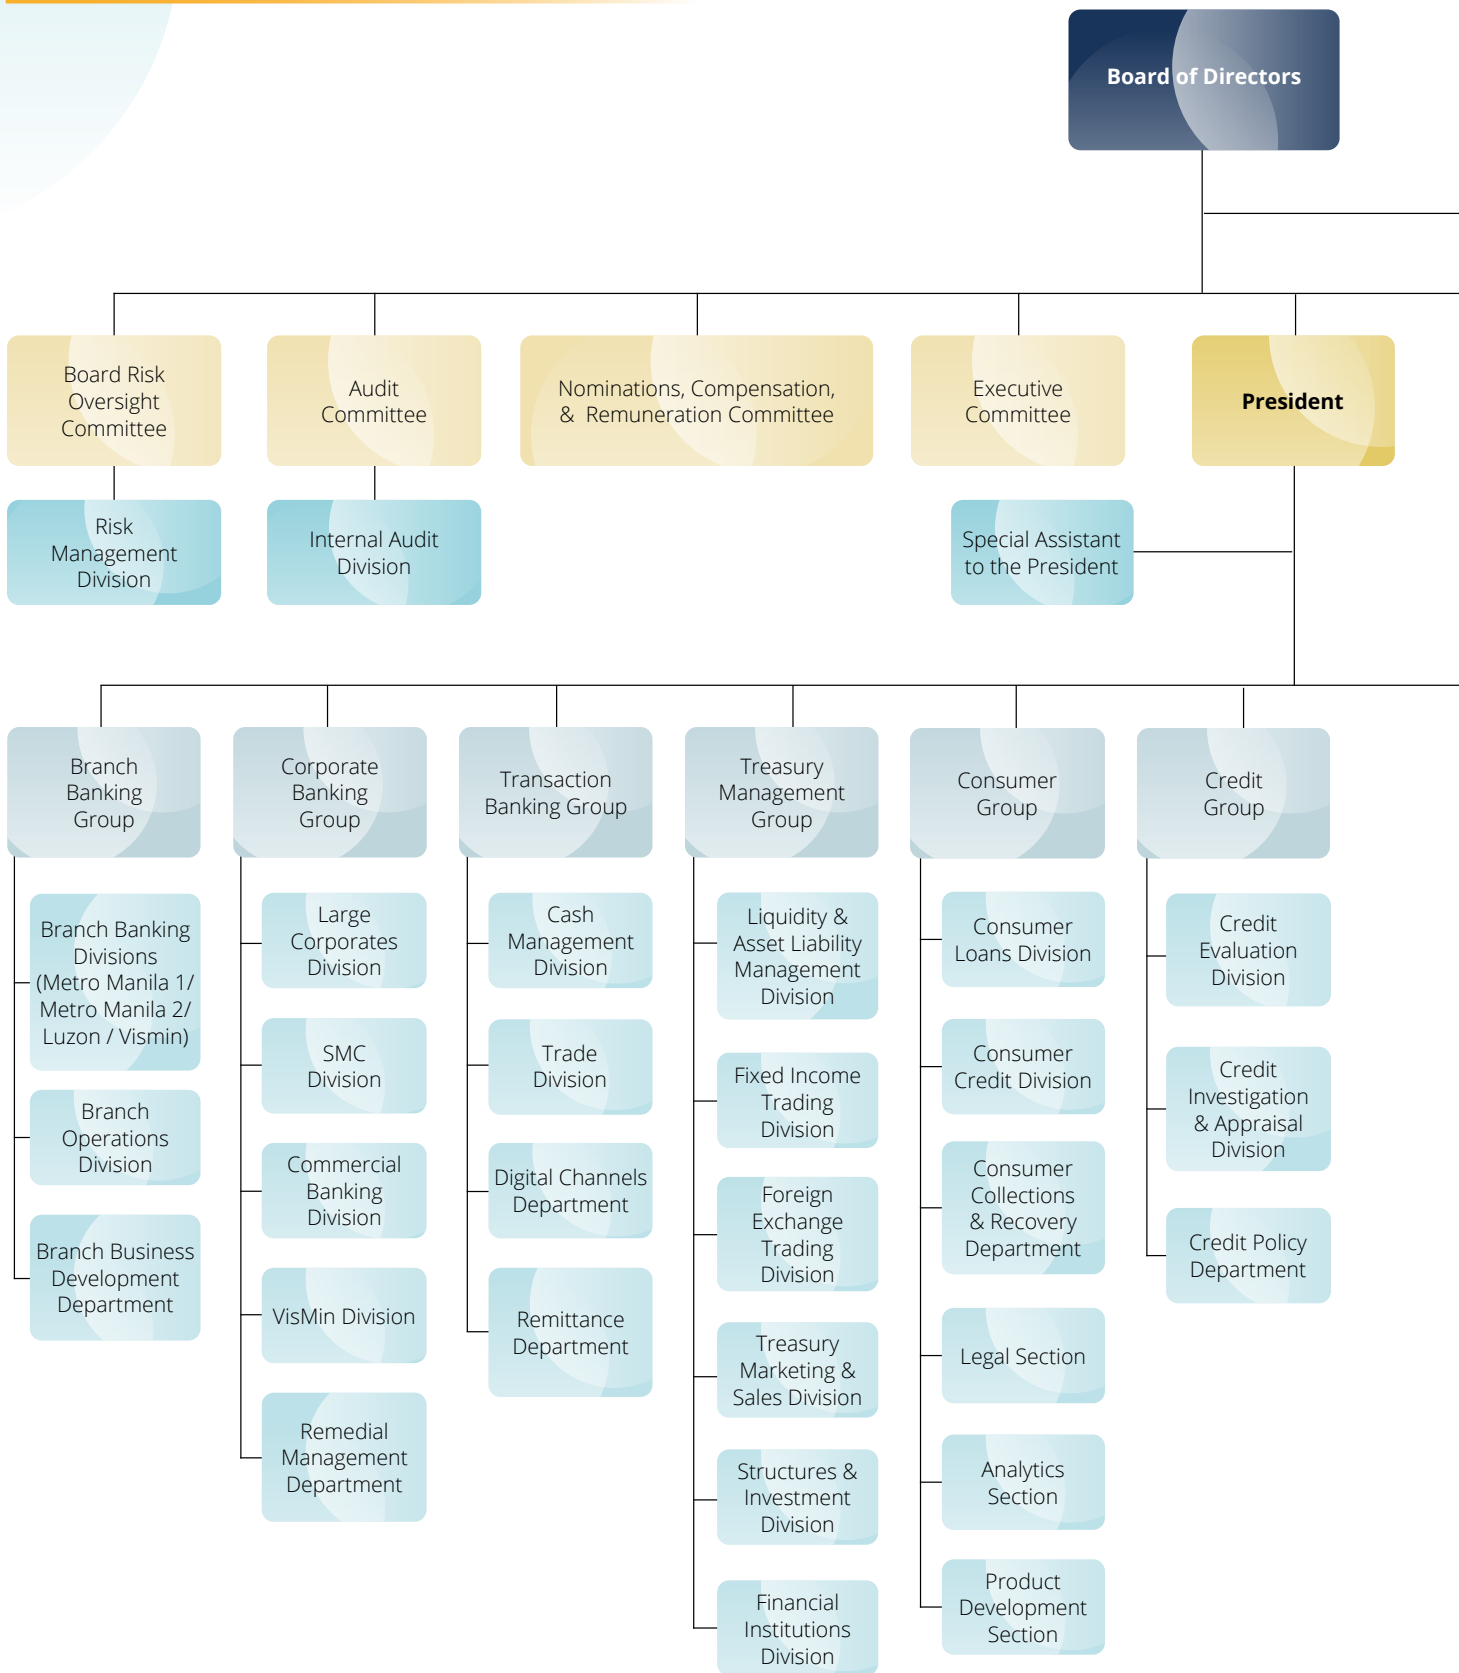 Board of Directors
Board Risk
Oversight
Committee
Audit
Committee
Nominations, Compensation,
& Remuneration Committee
Executive
Committee
President
Risk
Management
Division
Internal Audit
Division
Special Assistant
to the President
Branch
Banking
Group
Corporate
Banking
Group
Transaction
Banking Group
Treasury
Management
Group
Consumer
Group
Credit
Group
Branch Banking
Divisions
(Metro Manila 1/
Metro Manila 2/
Luzon / Vismin)
Branch
Operations
Division
Branch Business
Development
Department
Large
Corporates
Division
SMC
Division
Commercial
Banking
Division
VisMin Division
Remedial
Management
Department
Cash
Management
Division
Trade
Division
Digital Channels
Department
Remittance
Department
Liquidity &
Asset Liability
Management
Division
Fixed Income
Trading
Division
Foreign
Exchange
Trading
Division
Treasury
Marketing &
Sales Division
Structures &
Investment
Division
Financial
Institutions
Division
Consumer
Loans Division
Consumer
Credit Division
Consumer
Collections
& Recovery
Department
Legal Section
Analytics
Section
Product
Development
Section
Credit
Evaluation
Division
Credit
Investigation
& Appraisal
Division
Credit Policy
Department